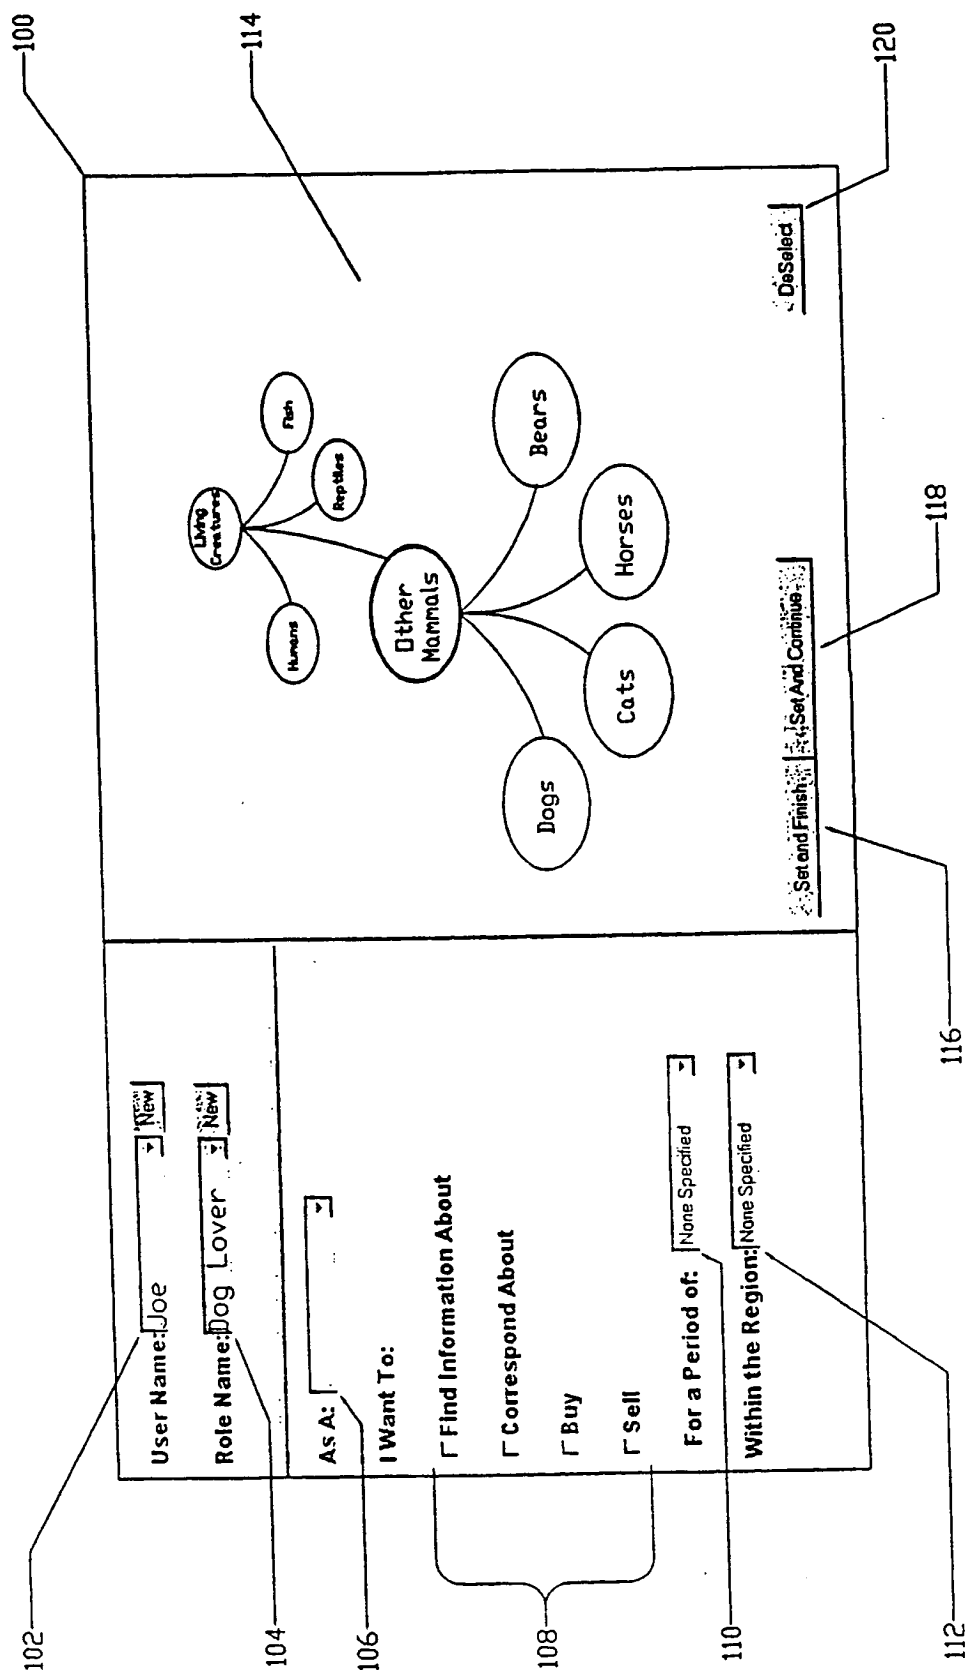 102
User Name: Joe
New
104
Role Name: Dog Lover
New
106
As A:
I Want To:
108
Find Information About
Correspond About
Buy
Sell
110
For a Period of: None Specified
112
Within the Region: None Specified
100
114
Living
Creatures
Humans
Reptiles
Fish
Other
Mammals
Dogs
Cats
Horses
Bears
Set and Finish
Set And Continue
DeSelect
116
118
120